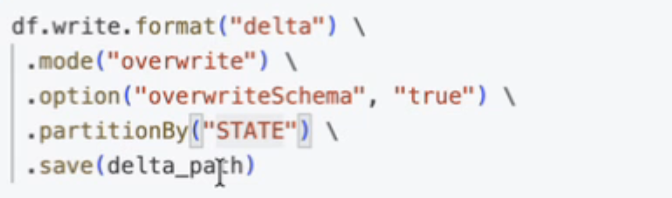 df.write.format("delta") \
.mode("overwrite") \
.option("overwriteSchema", "true") \
.partitionBy("STATE") \
.save(delta_path)